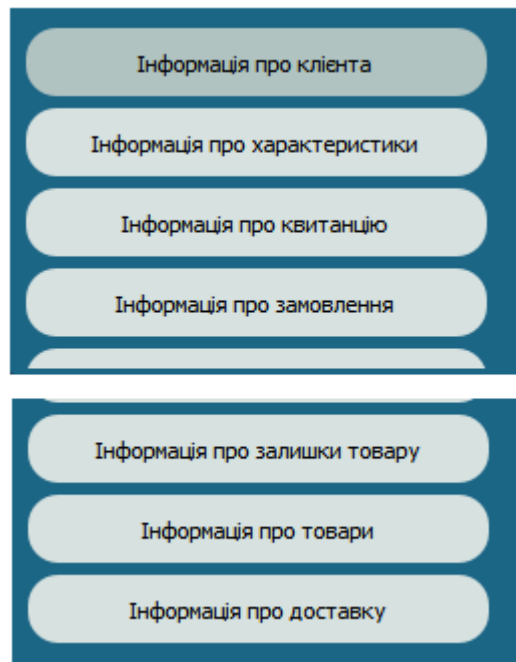 Інформація про клієнта
Інформація про характеристики
Інформація про квитанцію
Інформація про замовлення
Інформація про залишки товару
Інформація про товари
Інформація про доставку